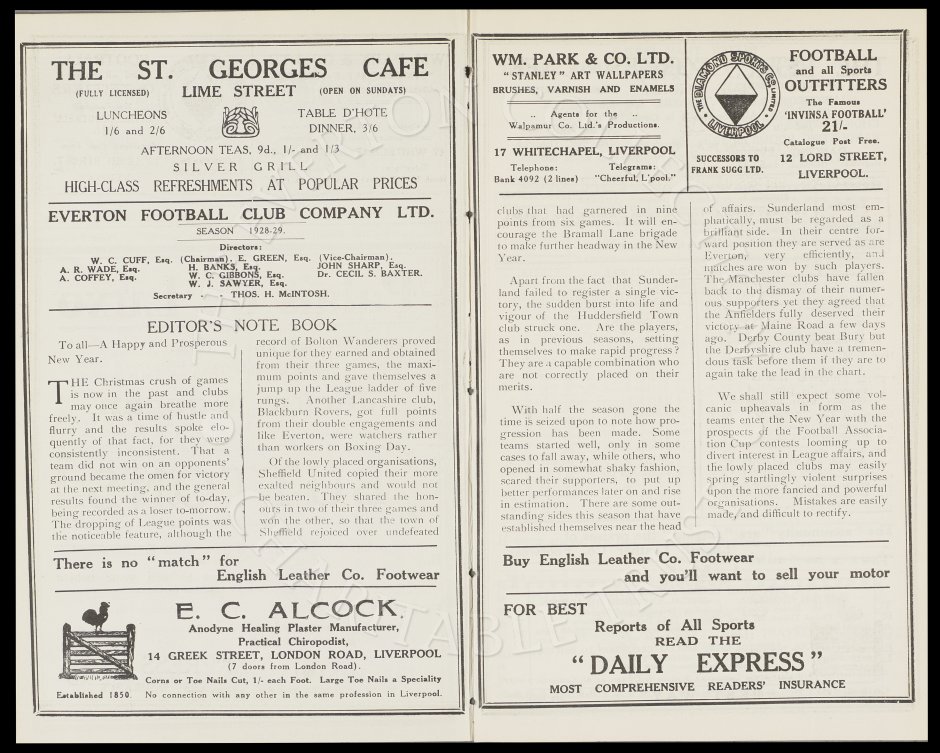 THE ST. GEORGES CAFE
(FULLY LICENSED) LIME STREET (OPEN ON SUNDAYS)
LUNCHEONS
1/6 and 2/6
TABLE D'HOTE
DINNER, 3/6
AFTERNOON TEAS, 9d., 1/- and 1/3
SILVER GRILL
HIGH-CLASS REFRESHMENTS AT POPULAR PRICES
EVERTON FOOTBALL CLUB COMPANY LTD.
SEASON 1928-29.
Directors:
W. C. CUFF, Esq. (Chairman). E. GREEN, Esq. (Vice-Chairman).
A. R. WADE, Esq. H. BANKS, Esq. JOHN SHARP, Esq.
A. COFFEY, Esq. W. C. GIBBONS, Esq. Dr. CECIL S. BAXTER.
W. J. SAWYER, Esq.
Secretary . . THOS. H. McINTOSH.
EDITOR'S NOTE BOOK
To all—A Happy and Prosperous
New Year.
THE Christmas crush of games
is now in the past and clubs
may once again breathe more
freely. It was a time of hustle and
flurry and the results spoke elo-
quently of that fact, for they were
consistently inconsistent. That a
team did not win on an opponents'
ground became the omen for victory
at the next meeting, and the general
results found the winner of to-day,
being recorded as a loser to-morrow.
The dropping of League points was
the noticeable feature, although the
record of Bolton Wanderers proved
unique for they earned and obtained
from their three games, the maxi-
mum points and gave themselves a
jump up the League ladder of five
rungs. Another Lancashire club,
Blackburn Rovers, got full points
from their double engagements and
like Everton, were watchers rather
than workers on Boxing Day.
Of the lowly placed organisations,
Sheffield United copied their more
exalted neighbours and would not
be beaten. They shared the hon-
ours in two of their three games and
won the other, so that the town of
Sheffield rejoiced over undefeated
There is no "match" for
English Leather Co. Footwear
E. C. ALCOCK.
Anodyne Healing Plaster Manufacturer,
Practical Chiropodist,
14 GREEK STREET, LONDON ROAD, LIVERPOOL
(7 doors from London Road).
Corns or Toe Nails Cut, 1/- each Foot. Large Toe Nails a Speciality
Established 1850. No connection with any other in the same profession in Liverpool.
WM. PARK & CO. LTD.
"STANLEY" ART WALLPAPERS
BRUSHES, VARNISH AND ENAMELS
.. Agents for the ..
Walpamur Co. Ltd.'s Productions.
17 WHITECHAPEL, LIVERPOOL
Telephone: Telegrams:
Bank 4092 (2 lines) "Cheerful, L'pool."
THE DIAMOND SPORTS CO. LIMITED
LIVERPOOL
SUCCESSORS TO
FRANK SUGG LTD.
FOOTBALL
and all Sports
OUTFITTERS
The Famous
'INVINSA FOOTBALL'
21/-
Catalogue Post Free.
12 LORD STREET,
LIVERPOOL.
clubs that had garnered in nine
points from six games. It will en-
courage the Bramall Lane brigade
to make further headway in the New
Year.
Apart from the fact that Sunder-
land failed to register a single vic-
tory, the sudden burst into life and
vigour of the Huddersfield Town
club struck one. Are the players,
as in previous seasons, setting
themselves to make rapid progress?
They are a capable combination who
are not correctly placed on their
merits.
With half the season gone the
time is seized upon to note how pro-
gression has been made. Some
teams started well, only in some
cases to fall away, while others, who
opened in somewhat shaky fashion,
scared their supporters, to put up
better performances later on and rise
in estimation. There are some out-
standing sides this season that have
established themselves near the head
of affairs. Sunderland most em-
phatically, must be regarded as a
brilliant side. In their centre for-
ward position they are served as are
Everton, very efficiently, and
matches are won by such players.
The Manchester clubs have fallen
back to the dismay of their numer-
ous supporters yet they agreed that
the Anfielders fully deserved their
victory at Maine Road a few days
ago. Derby County beat Bury but
the Derbyshire club have a tremen-
dous task before them if they are to
again take the lead in the chart.
We shall still expect some vol-
canic upheavals in form as the
teams enter the New Year with the
prospects of the Football Associa-
tion Cup contests looming up to
divert interest in League affairs, and
the lowly placed clubs may easily
spring startlingly violent surprises
upon the more fancied and powerful
organisations. Mistakes are easily
made, and difficult to rectify.
Buy English Leather Co. Footwear
and you'll want to sell your motor
FOR BEST
Reports of All Sports
READ THE
"DAILY EXPRESS"
MOST COMPREHENSIVE READERS' INSURANCE